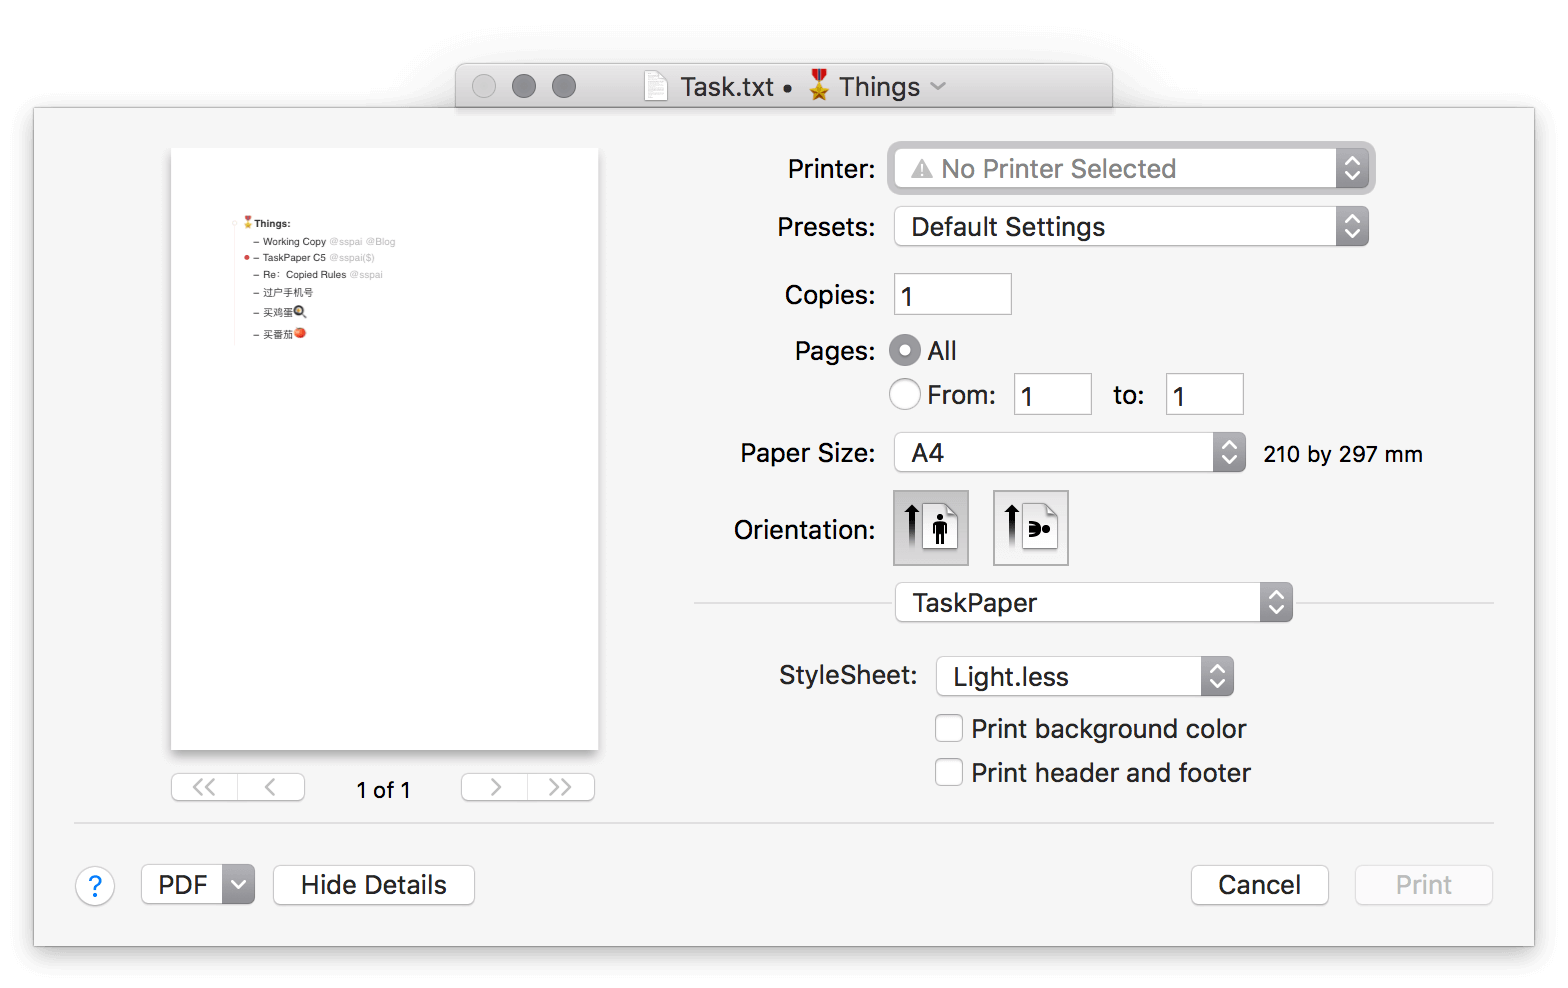 Task.txt • 🎖 Things
🎖Things:
– Working Copy @sspai @Blog
– TaskPaper C5 @sspai($)
– Re：Copied Rules @sspai
– 过户手机号
– 买鸡蛋🍳
– 买番茄🍅
1 of 1
Printer: No Printer Selected
Presets: Default Settings
Copies: 1
Pages: All
From: 1 to: 1
Paper Size: A4 210 by 297 mm
Orientation:
TaskPaper
StyleSheet: Light.less
Print background color
Print header and footer
? PDF Hide Details Cancel Print